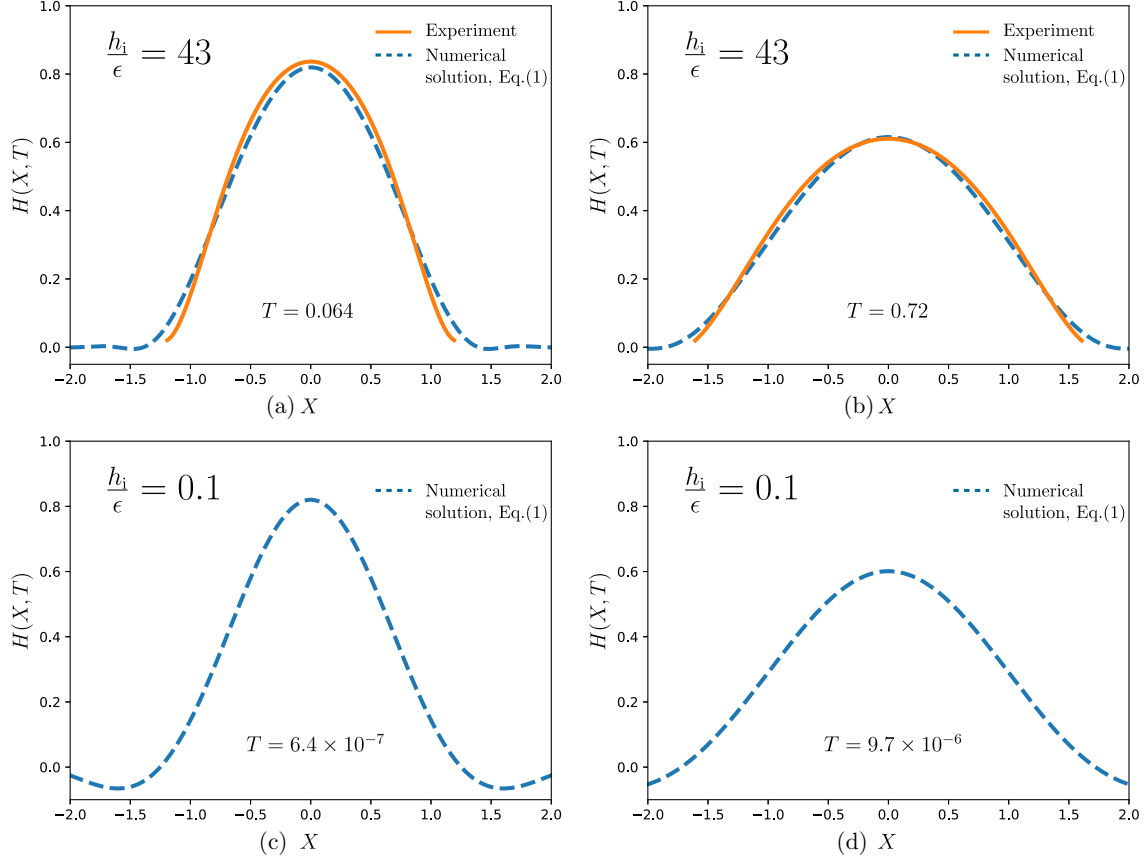 1.0
0.8
0.6
0.4
0.2
0.0
H(X, T)
h_i/ϵ = 43
Experiment
Numerical
solution, Eq.(1)
T = 0.064
−2.0 −1.5 −1.0 −0.5 0.0 0.5 1.0 1.5 2.0
(a) X
1.0
0.8
0.6
0.4
0.2
0.0
H(X, T)
h_i/ϵ = 43
Experiment
Numerical
solution, Eq.(1)
T = 0.72
−2.0 −1.5 −1.0 −0.5 0.0 0.5 1.0 1.5 2.0
(b) X
1.0
0.8
0.6
0.4
0.2
0.0
H(X, T)
h_i/ϵ = 0.1
Numerical
solution, Eq.(1)
T = 6.4 × 10⁻⁷
−2.0 −1.5 −1.0 −0.5 0.0 0.5 1.0 1.5 2.0
(c) X
1.0
0.8
0.6
0.4
0.2
0.0
H(X, T)
h_i/ϵ = 0.1
Numerical
solution, Eq.(1)
T = 9.7 × 10⁻⁶
−2.0 −1.5 −1.0 −0.5 0.0 0.5 1.0 1.5 2.0
(d) X